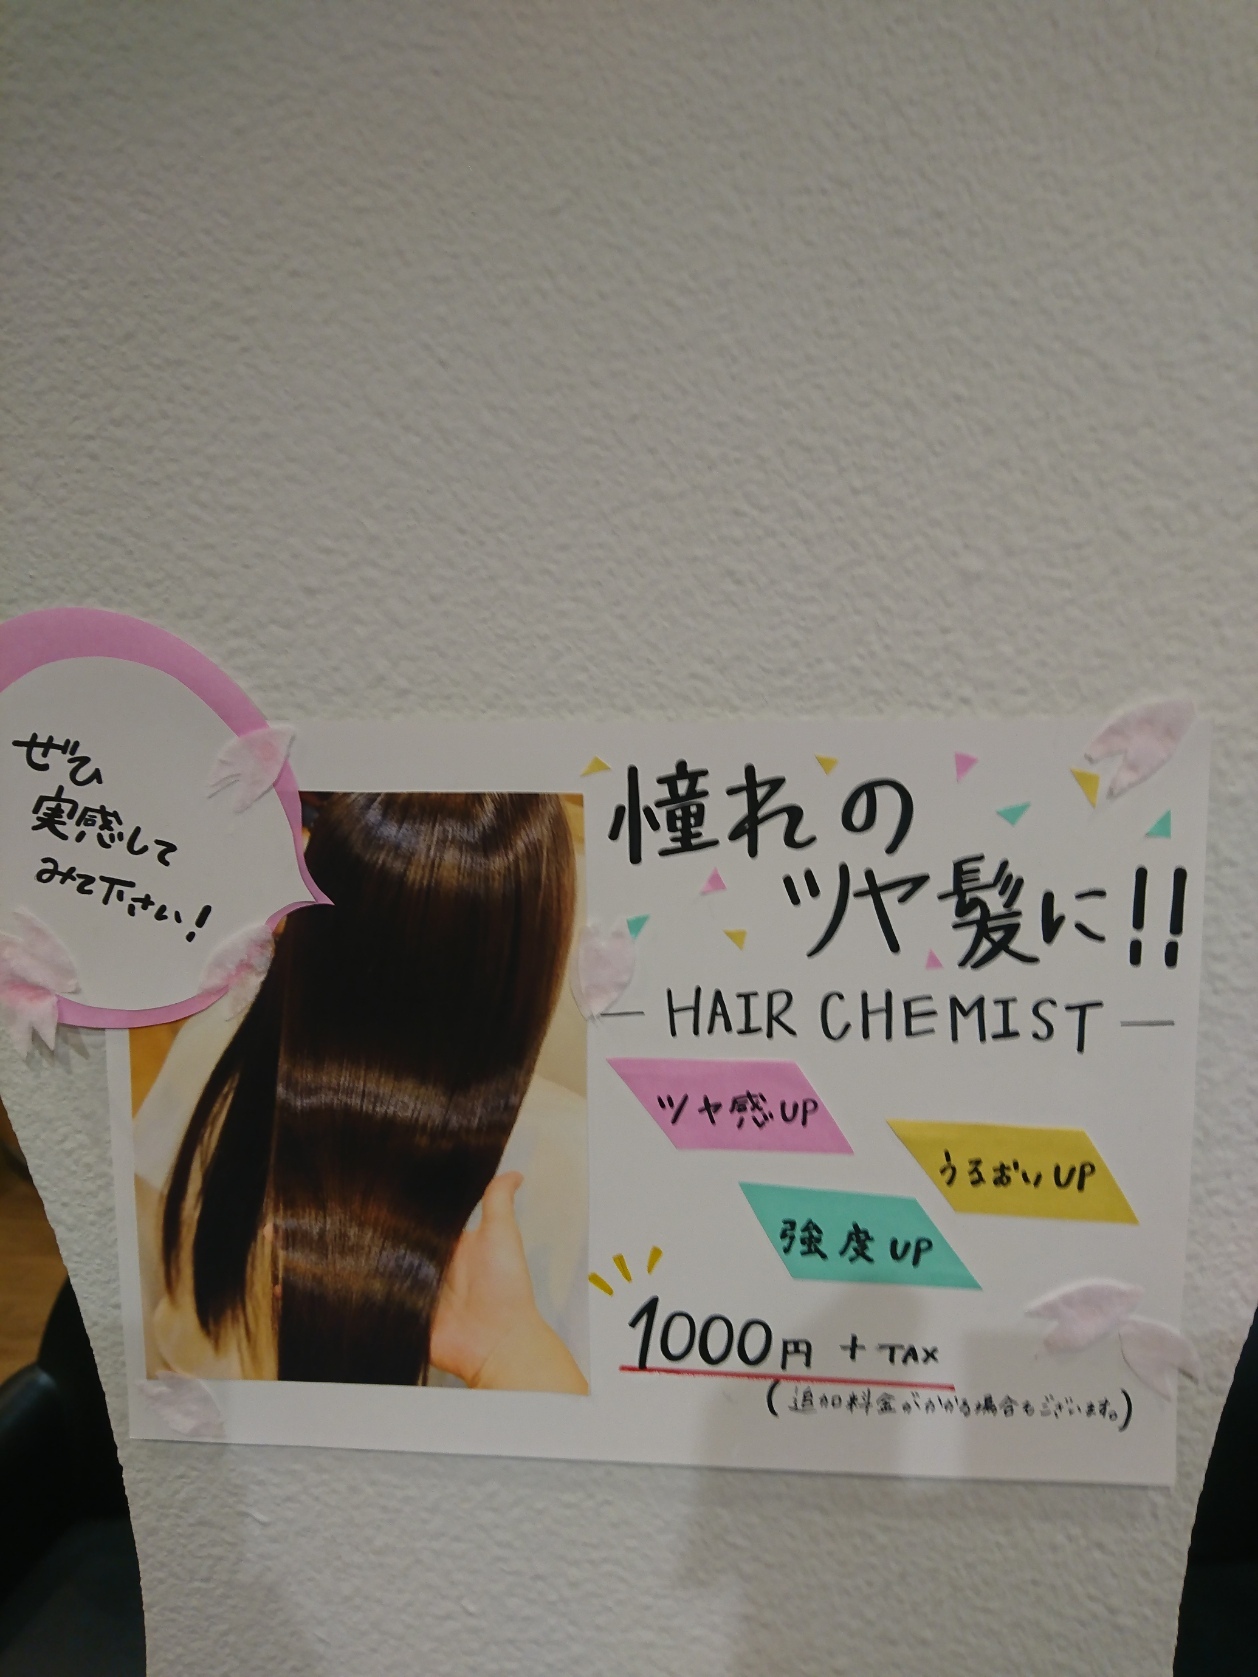 ぜひ
実感して
みて下さい!
憧れの
ツヤ髪に!!
HAIR CHEMIST
ツヤ感UP
うるおいUP
強度UP
1000円 + TAX
(追加料金がかかる場合もございます。)